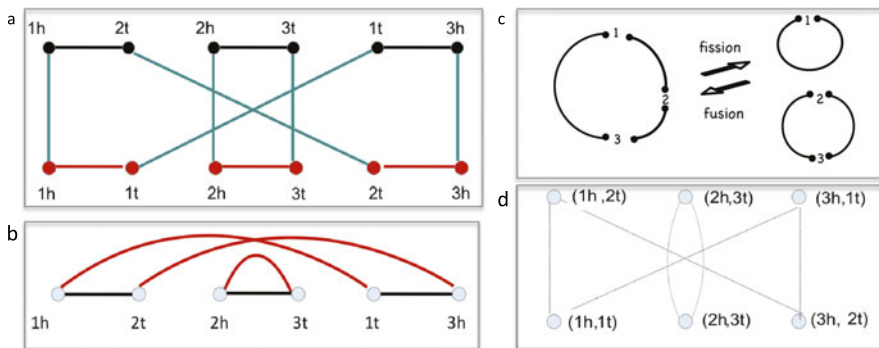 a
1h 2t 2h 3t 1t 3h
1h 1t 2h 3t 2t 3h
b
1h 2t 2h 3t 1t 3h
c
1
2
3
fission
fusion
1
2
3
d
(1h ,2t) (2h,3t) (3h,1t)
(1h,1t) (2h,3t) (3h, 2t)